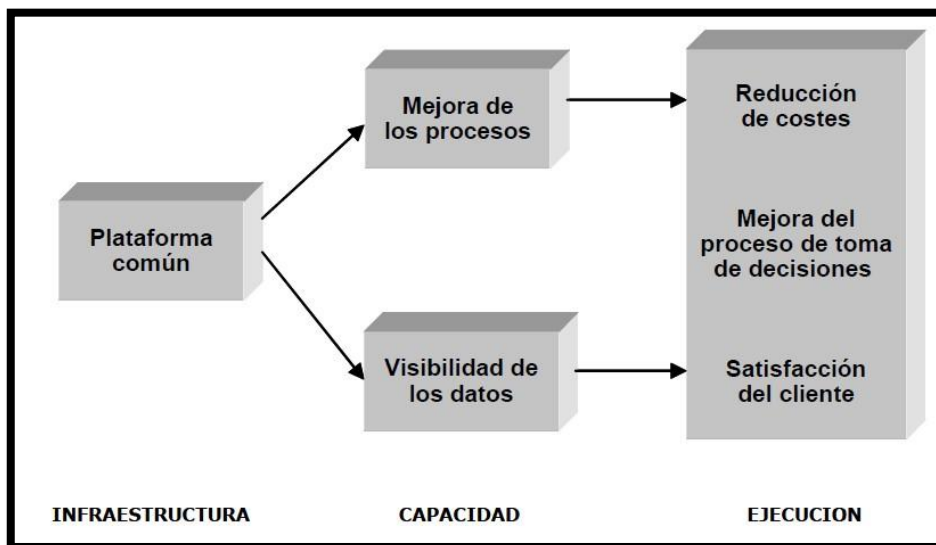 Plataforma
común
Mejora de
los procesos
Visibilidad de
los datos
Reducción
de costes
Mejora del
proceso de toma
de decisiones
Satisfacción
del cliente
INFRAESTRUCTURA
CAPACIDAD
EJECUCION